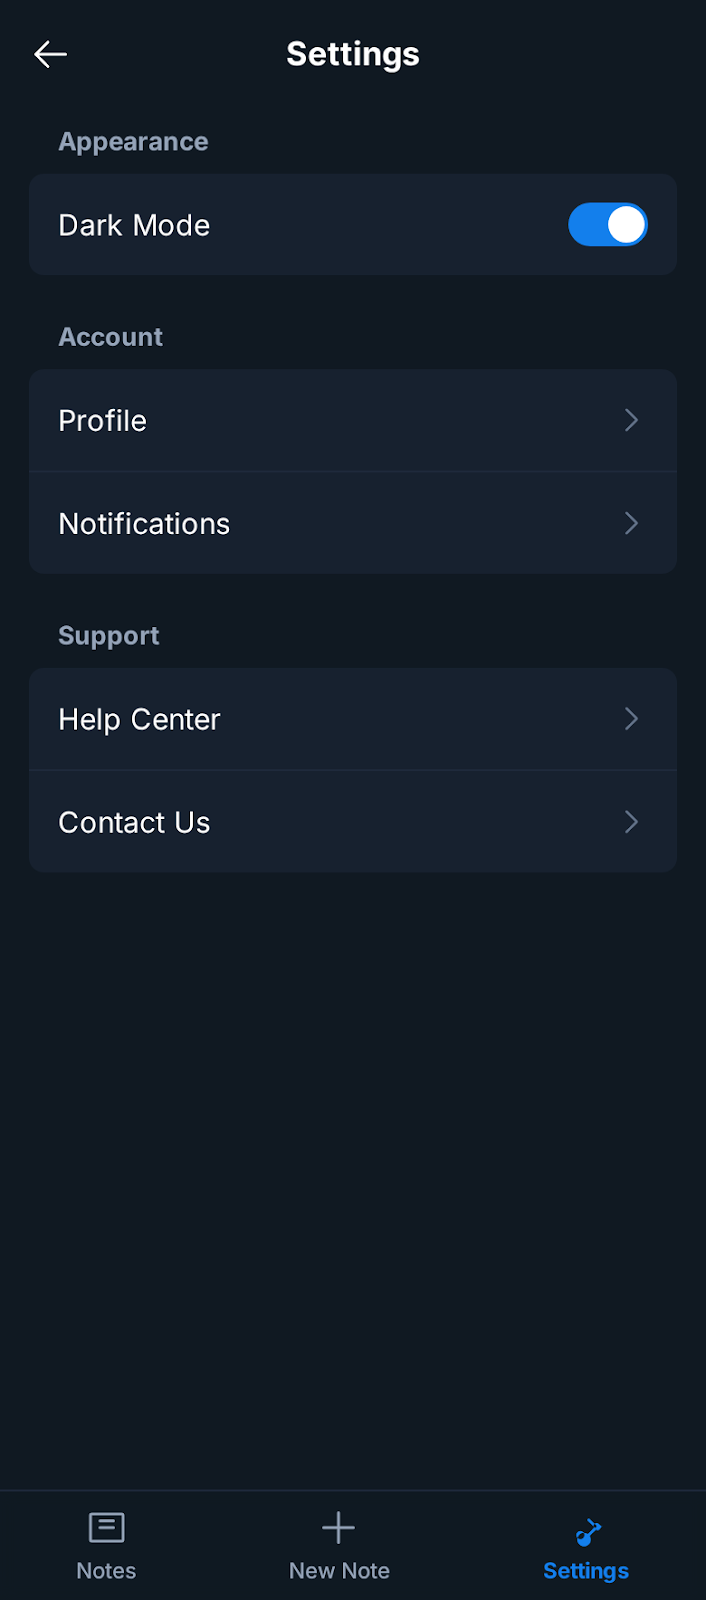 Settings
Appearance
Dark Mode
Account
Profile
Notifications
Support
Help Center
Contact Us
Notes
New Note
Settings